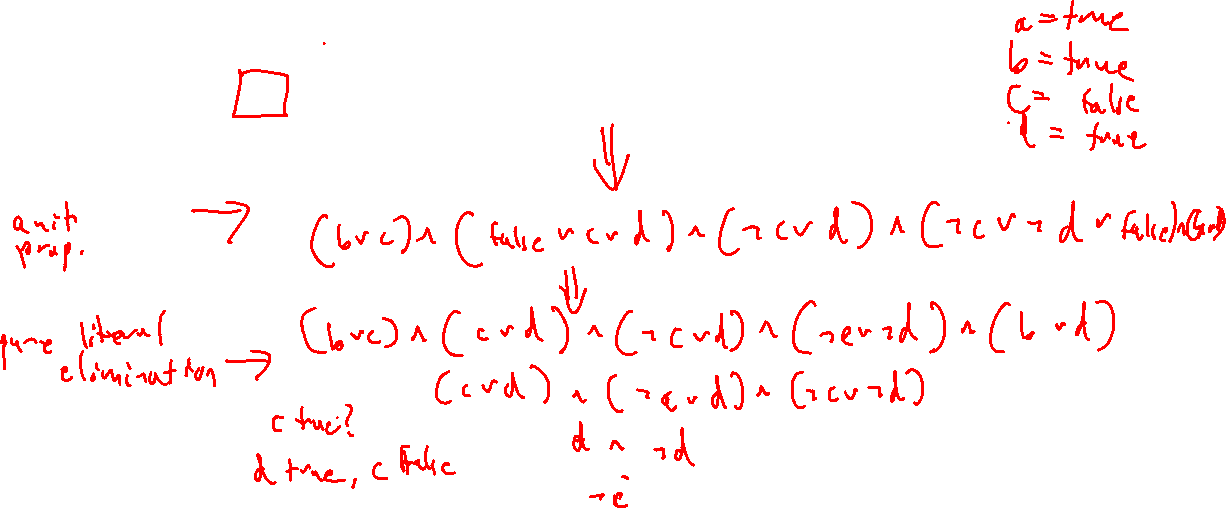 a = true
b = true
c = false
d = true
unit prop. → (b ∨ c) ∧ (false ∨ c ∨ d) ∧ (¬c ∨ d) ∧ (¬c ∨ ¬d ∨ false) ∧
pure literal elimination → (b ∨ c) ∧ (c ∨ d) ∧ (¬c ∨ d) ∧ (¬c ∨ ¬d) ∧ (b ∨ d)
(c ∨ d) ∧ (¬c ∨ d) ∧ (¬c ∨ ¬d)
c true?
d ∧ ¬d
d true, c false
¬c